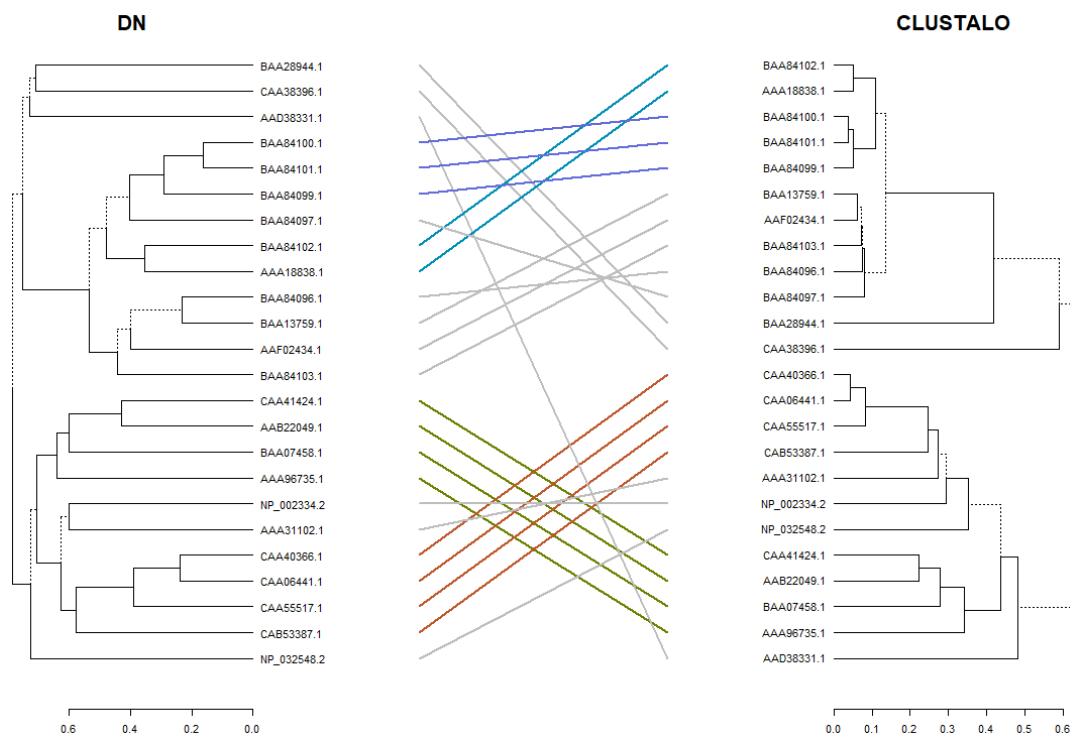 DN
CLUSTALO
BAA28944.1
CAA38396.1
AAD38331.1
BAA84100.1
BAA84101.1
BAA84099.1
BAA84097.1
BAA84102.1
AAA18838.1
BAA84096.1
BAA13759.1
AAF02434.1
BAA84103.1
CAA41424.1
AAB22049.1
BAA07458.1
AAA96735.1
NP_002334.2
AAA31102.1
CAA40366.1
CAA06441.1
CAA55517.1
CAB53387.1
NP_032548.2
0.6 0.4 0.2 0.0
BAA84102.1
AAA18838.1
BAA84100.1
BAA84101.1
BAA84099.1
BAA13759.1
AAF02434.1
BAA84103.1
BAA84096.1
BAA84097.1
BAA28944.1
CAA38396.1
CAA40366.1
CAA06441.1
CAA55517.1
CAB53387.1
AAA31102.1
NP_002334.2
NP_032548.2
CAA41424.1
AAB22049.1
BAA07458.1
AAA96735.1
AAD38331.1
0.0 0.1 0.2 0.3 0.4 0.5 0.6